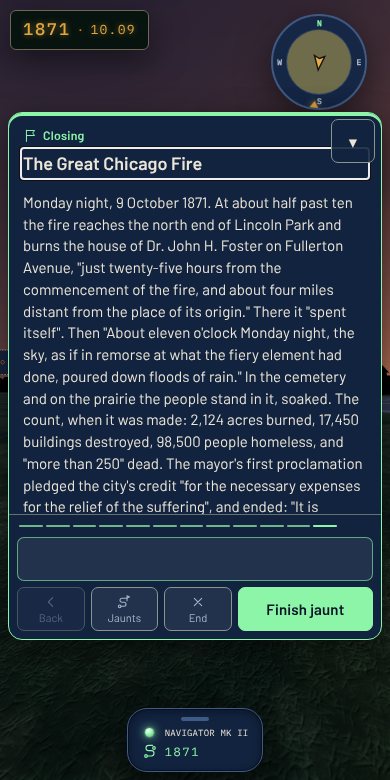 1871 · 10.09
N
W
E
S
Closing
The Great Chicago Fire
Monday night, 9 October 1871. At about half past ten
the fire reaches the north end of Lincoln Park and
burns the house of Dr. John H. Foster on Fullerton
Avenue, "just twenty-five hours from the
commencement of the fire, and about four miles
distant from the place of its origin." There it "spent
itself". Then "About eleven o'clock Monday night, the
sky, as if in remorse at what the fiery element had
done, poured down floods of rain." In the cemetery
and on the prairie the people stand in it, soaked. The
count, when it was made: 2,124 acres burned, 17,450
buildings destroyed, 98,500 people homeless, and
"more than 250" dead. The mayor's first proclamation
pledged the city's credit "for the necessary expenses
for the relief of the suffering", and ended: "It is
Back
Jaunts
End
Finish jaunt
NAVIGATOR MK II
1871